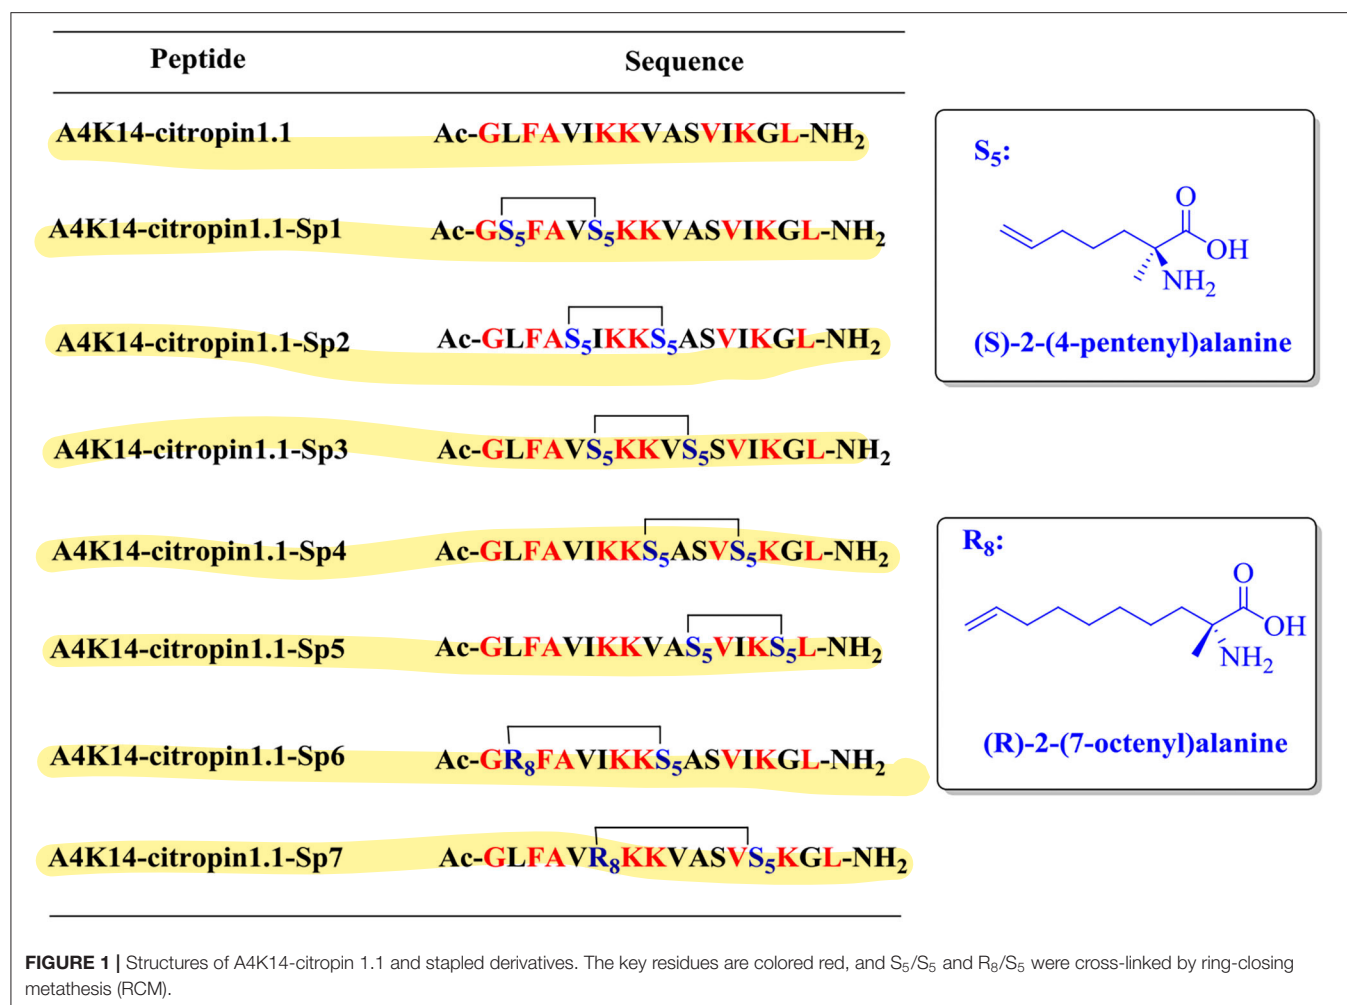 Peptide Sequence
A4K14-citropin1.1 Ac-GLFAVIKKVASVIKGL-NH₂
A4K14-citropin1.1-Sp1 Ac-GS₅FAVS₅KKVASVIKGL-NH₂
A4K14-citropin1.1-Sp2 Ac-GLFAS₅IKKS₅ASVIKGL-NH₂
A4K14-citropin1.1-Sp3 Ac-GLFAVS₅KKVS₅SVIKGL-NH₂
A4K14-citropin1.1-Sp4 Ac-GLFAVIKKS₅ASVS₅KGL-NH₂
A4K14-citropin1.1-Sp5 Ac-GLFAVIKKVAS₅VIKS₅L-NH₂
A4K14-citropin1.1-Sp6 Ac-GR₈FAVIKKS₅ASVIKGL-NH₂
A4K14-citropin1.1-Sp7 Ac-GLFAVR₈KKVASVS₅KGL-NH₂
S₅:
O
OH
NH₂
(S)-2-(4-pentenyl)alanine
R₈:
O
OH
NH₂
(R)-2-(7-octenyl)alanine
FIGURE 1 | Structures of A4K14-citropin 1.1 and stapled derivatives. The key residues are colored red, and S₅/S₅ and R₈/S₅ were cross-linked by ring-closing
metathesis (RCM).